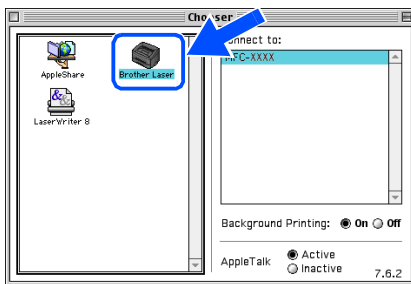 Chooser
AppleShare
Brother Laser
LaserWriter 8
Connect to:
MFC-XXXX
Background Printing: On Off
AppleTalk Active
Inactive
7.6.2